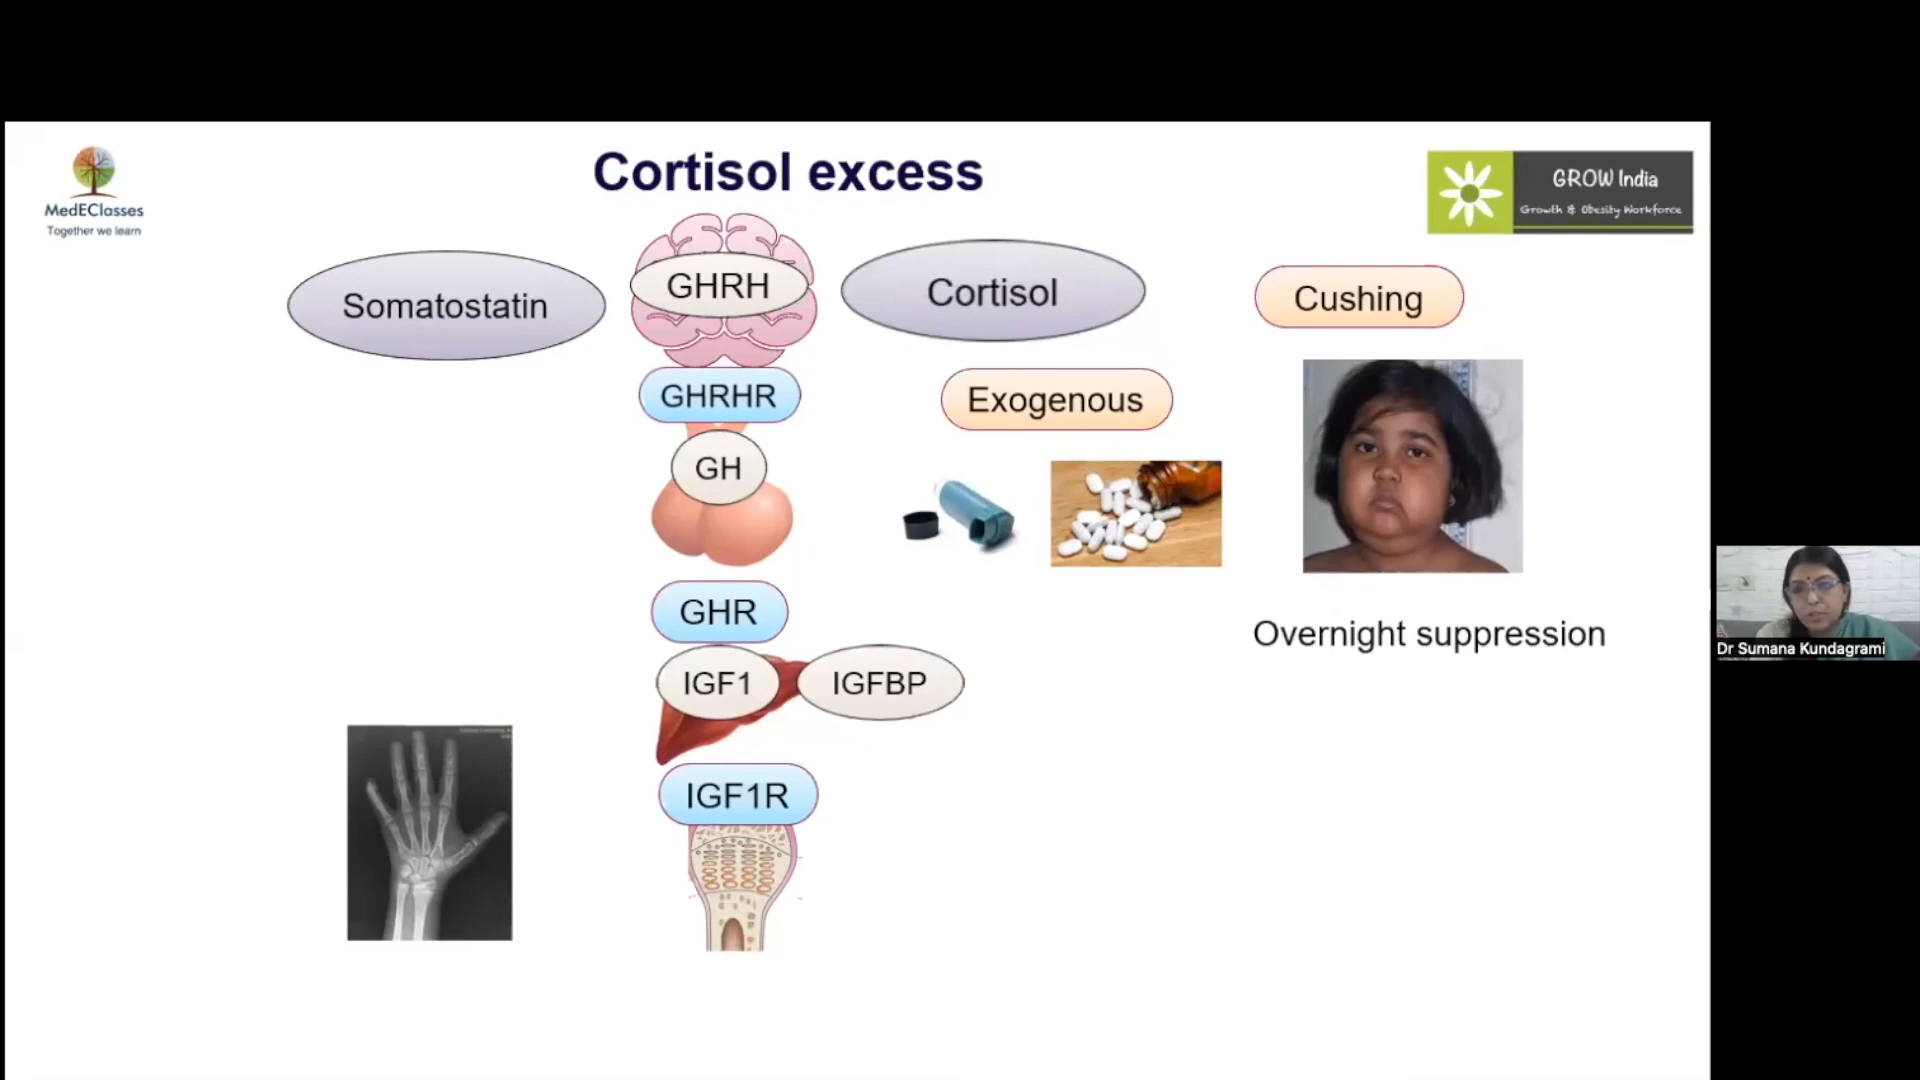 Cortisol excess
MedEClasses
Together we learn
GROW India
Growth & Obesity Workforce
Somatostatin
GHRH
Cortisol
Cushing
GHRHR
Exogenous
GH
GHR
Overnight suppression
Dr Sumana Kundagrami
IGF1
IGFBP
IGF1R